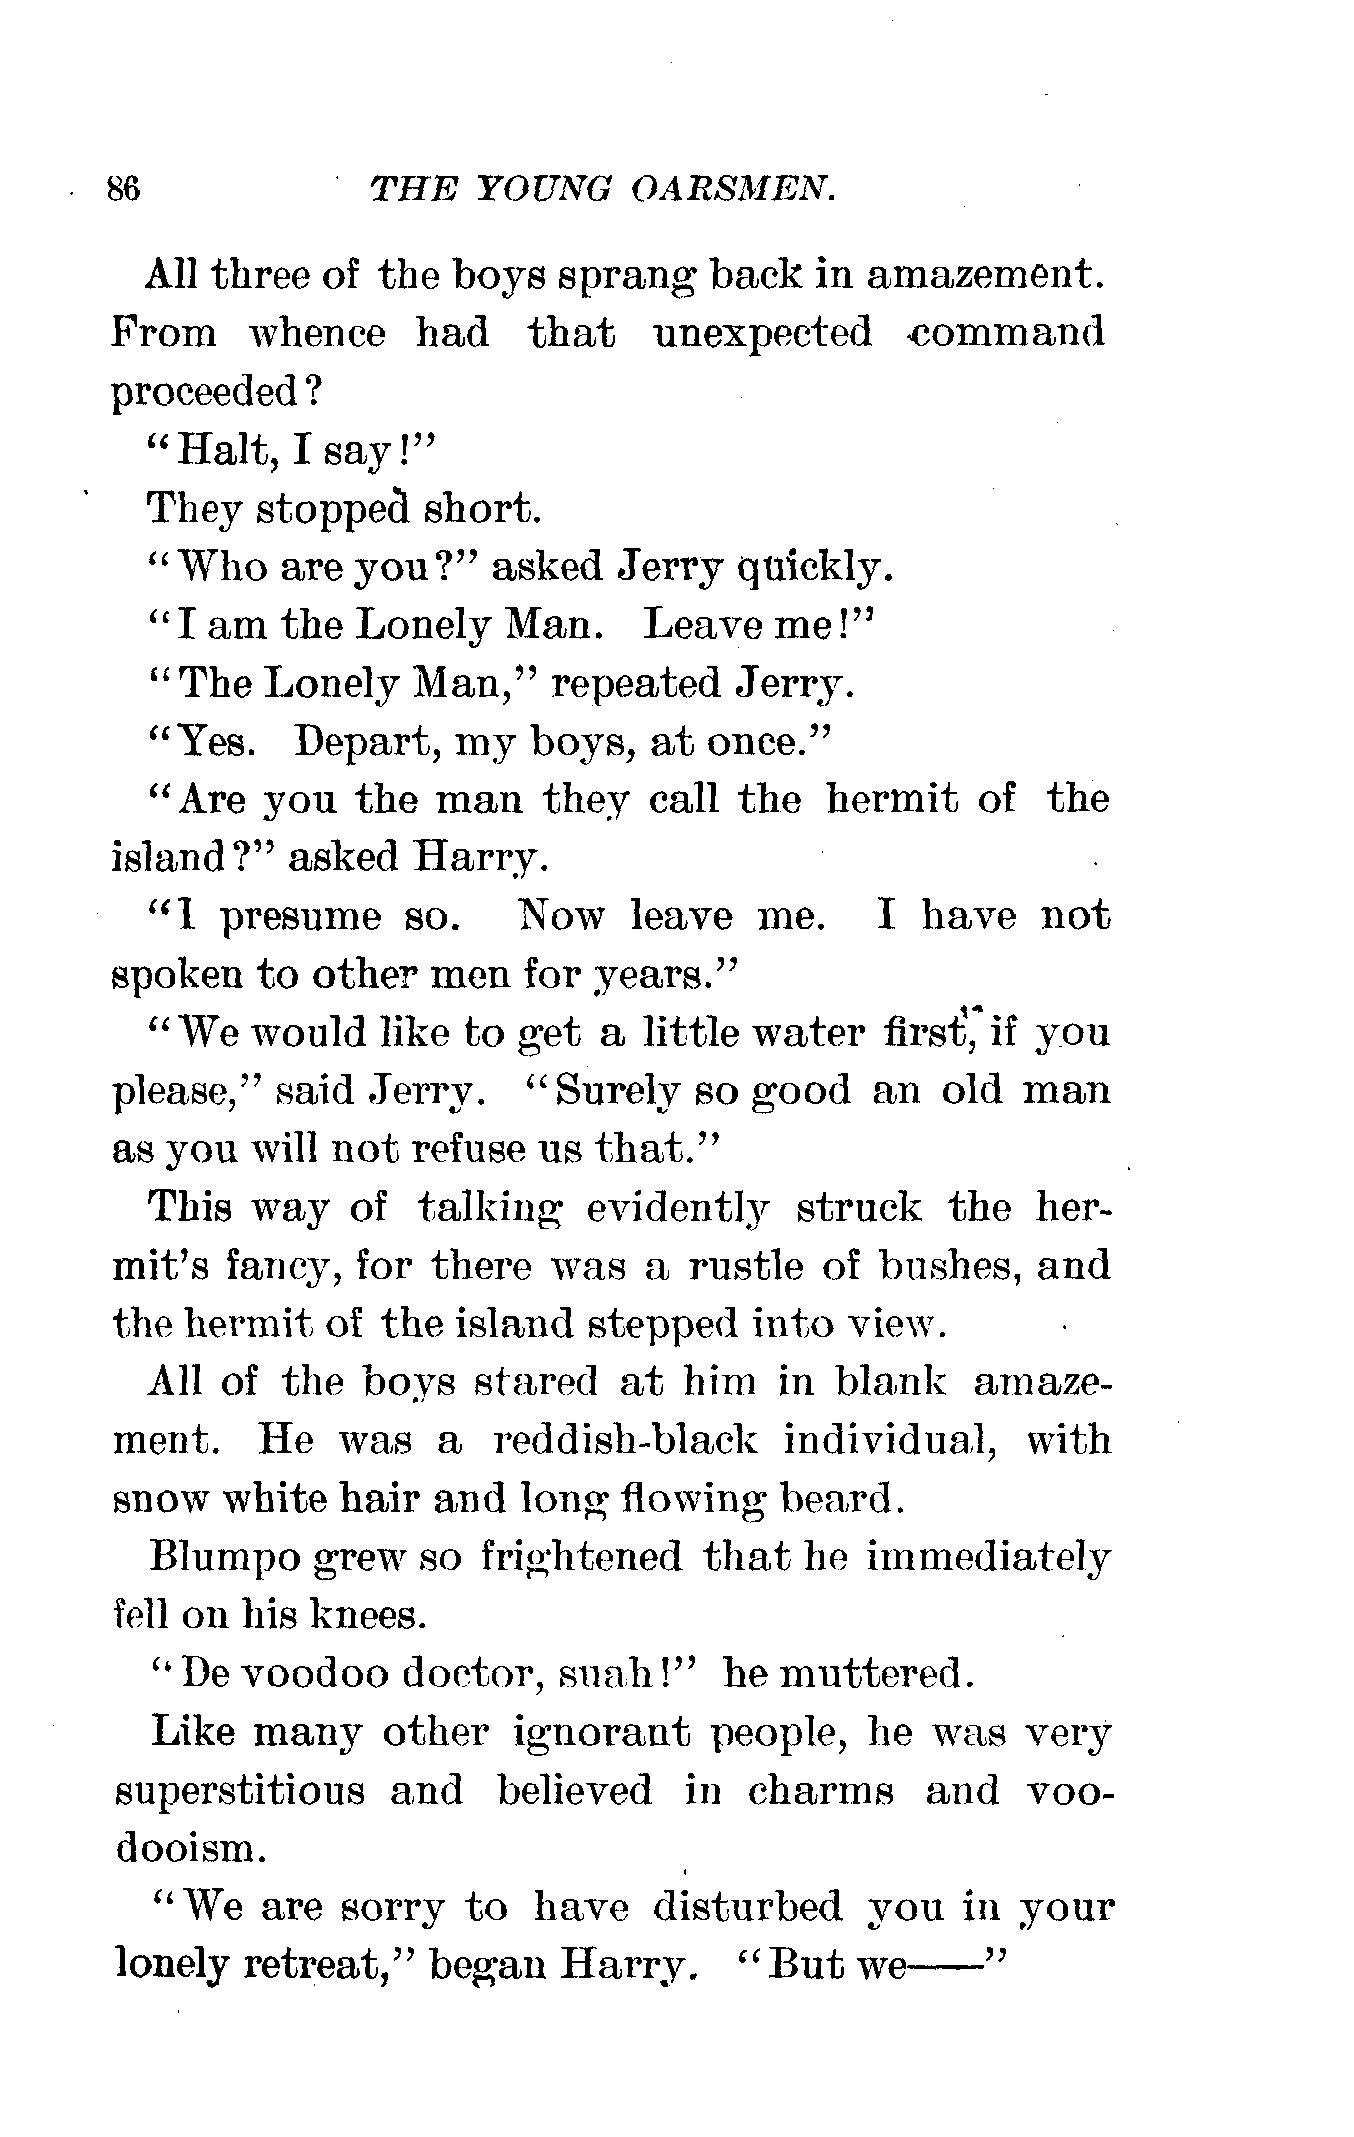 86 THE YOUNG OARSMEN.
All three of the boys sprang back in amazement.
From whence had that unexpected command
proceeded?
"Halt, I say!"
They stopped short.
"Who are you?" asked Jerry quickly.
"I am the Lonely Man. Leave me!"
"The Lonely Man," repeated Jerry.
"Yes. Depart, my boys, at once."
"Are you the man they call the hermit of the
island?" asked Harry.
"I presume so. Now leave me. I have not
spoken to other men for years."
"We would like to get a little water first, if you
please," said Jerry. "Surely so good an old man
as you will not refuse us that."
This way of talking evidently struck the her-
mit's fancy, for there was a rustle of bushes, and
the hermit of the island stepped into view.
All of the boys stared at him in blank amaze-
ment. He was a reddish-black individual, with
snow white hair and long flowing beard.
Blumpo grew so frightened that he immediately
fell on his knees.
"De voodoo doctor, suah!" he muttered.
Like many other ignorant people, he was very
superstitious and believed in charms and voo-
dooism.
"We are sorry to have disturbed you in your
lonely retreat," began Harry. "But we——"